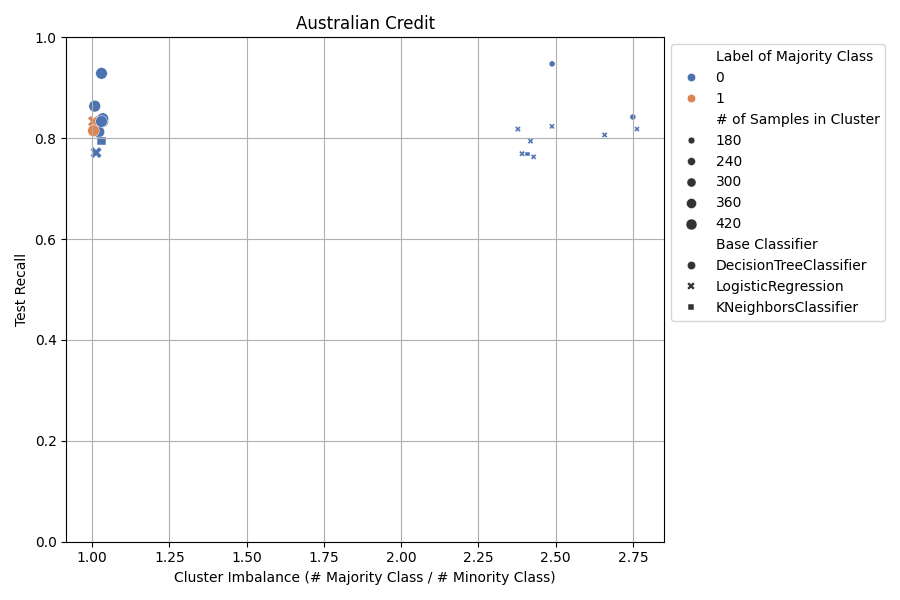 Australian Credit
1.0
0.8
0.6
0.4
0.2
0.0
Test Recall
1.00 1.25 1.50 1.75 2.00 2.25 2.50 2.75
Cluster Imbalance (# Majority Class / # Minority Class)
Label of Majority Class
0
1
# of Samples in Cluster
180
240
300
360
420
Base Classifier
DecisionTreeClassifier
LogisticRegression
KNeighborsClassifier